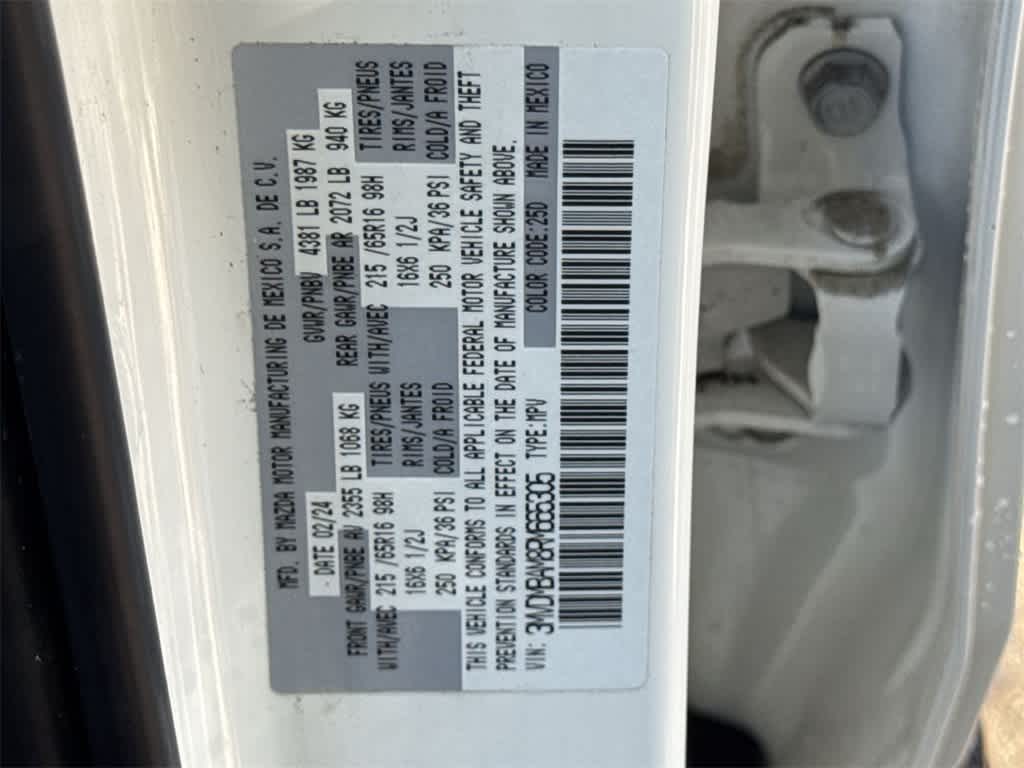 MFD. BY MAZDA MOTOR MANUFACTURING DE MEXICO S.A. DE C.V.
- DATE 02/24 GVWR/PNBV 4381 LB 1987 KG
FRONT GAWR/PNBE AV 2355 LB 1068 KG REAR GAWR/PNBE AR 2072 LB 940 KG
WITH/AVEC 215 /65R16 98H TIRES/PNEUS WITH/AVEC 215 /65R16 98H TIRES/PNEUS
16X6 1/2J RIMS/JANTES 16X6 1/2J RIMS/JANTES
250 KPA/36 PSI COLD/A FROID 250 KPA/36 PSI COLD/A FROID
THIS VEHICLE CONFORMS TO ALL APPLICABLE FEDERAL MOTOR VEHICLE SAFETY AND THEFT
PREVENTION STANDARDS IN EFFECT ON THE DATE OF MANUFACTURE SHOWN ABOVE.
VIN: 3MVDMBAM8RM665305 TYPE:MPV COLOR CODE:25D MADE IN MEXICO